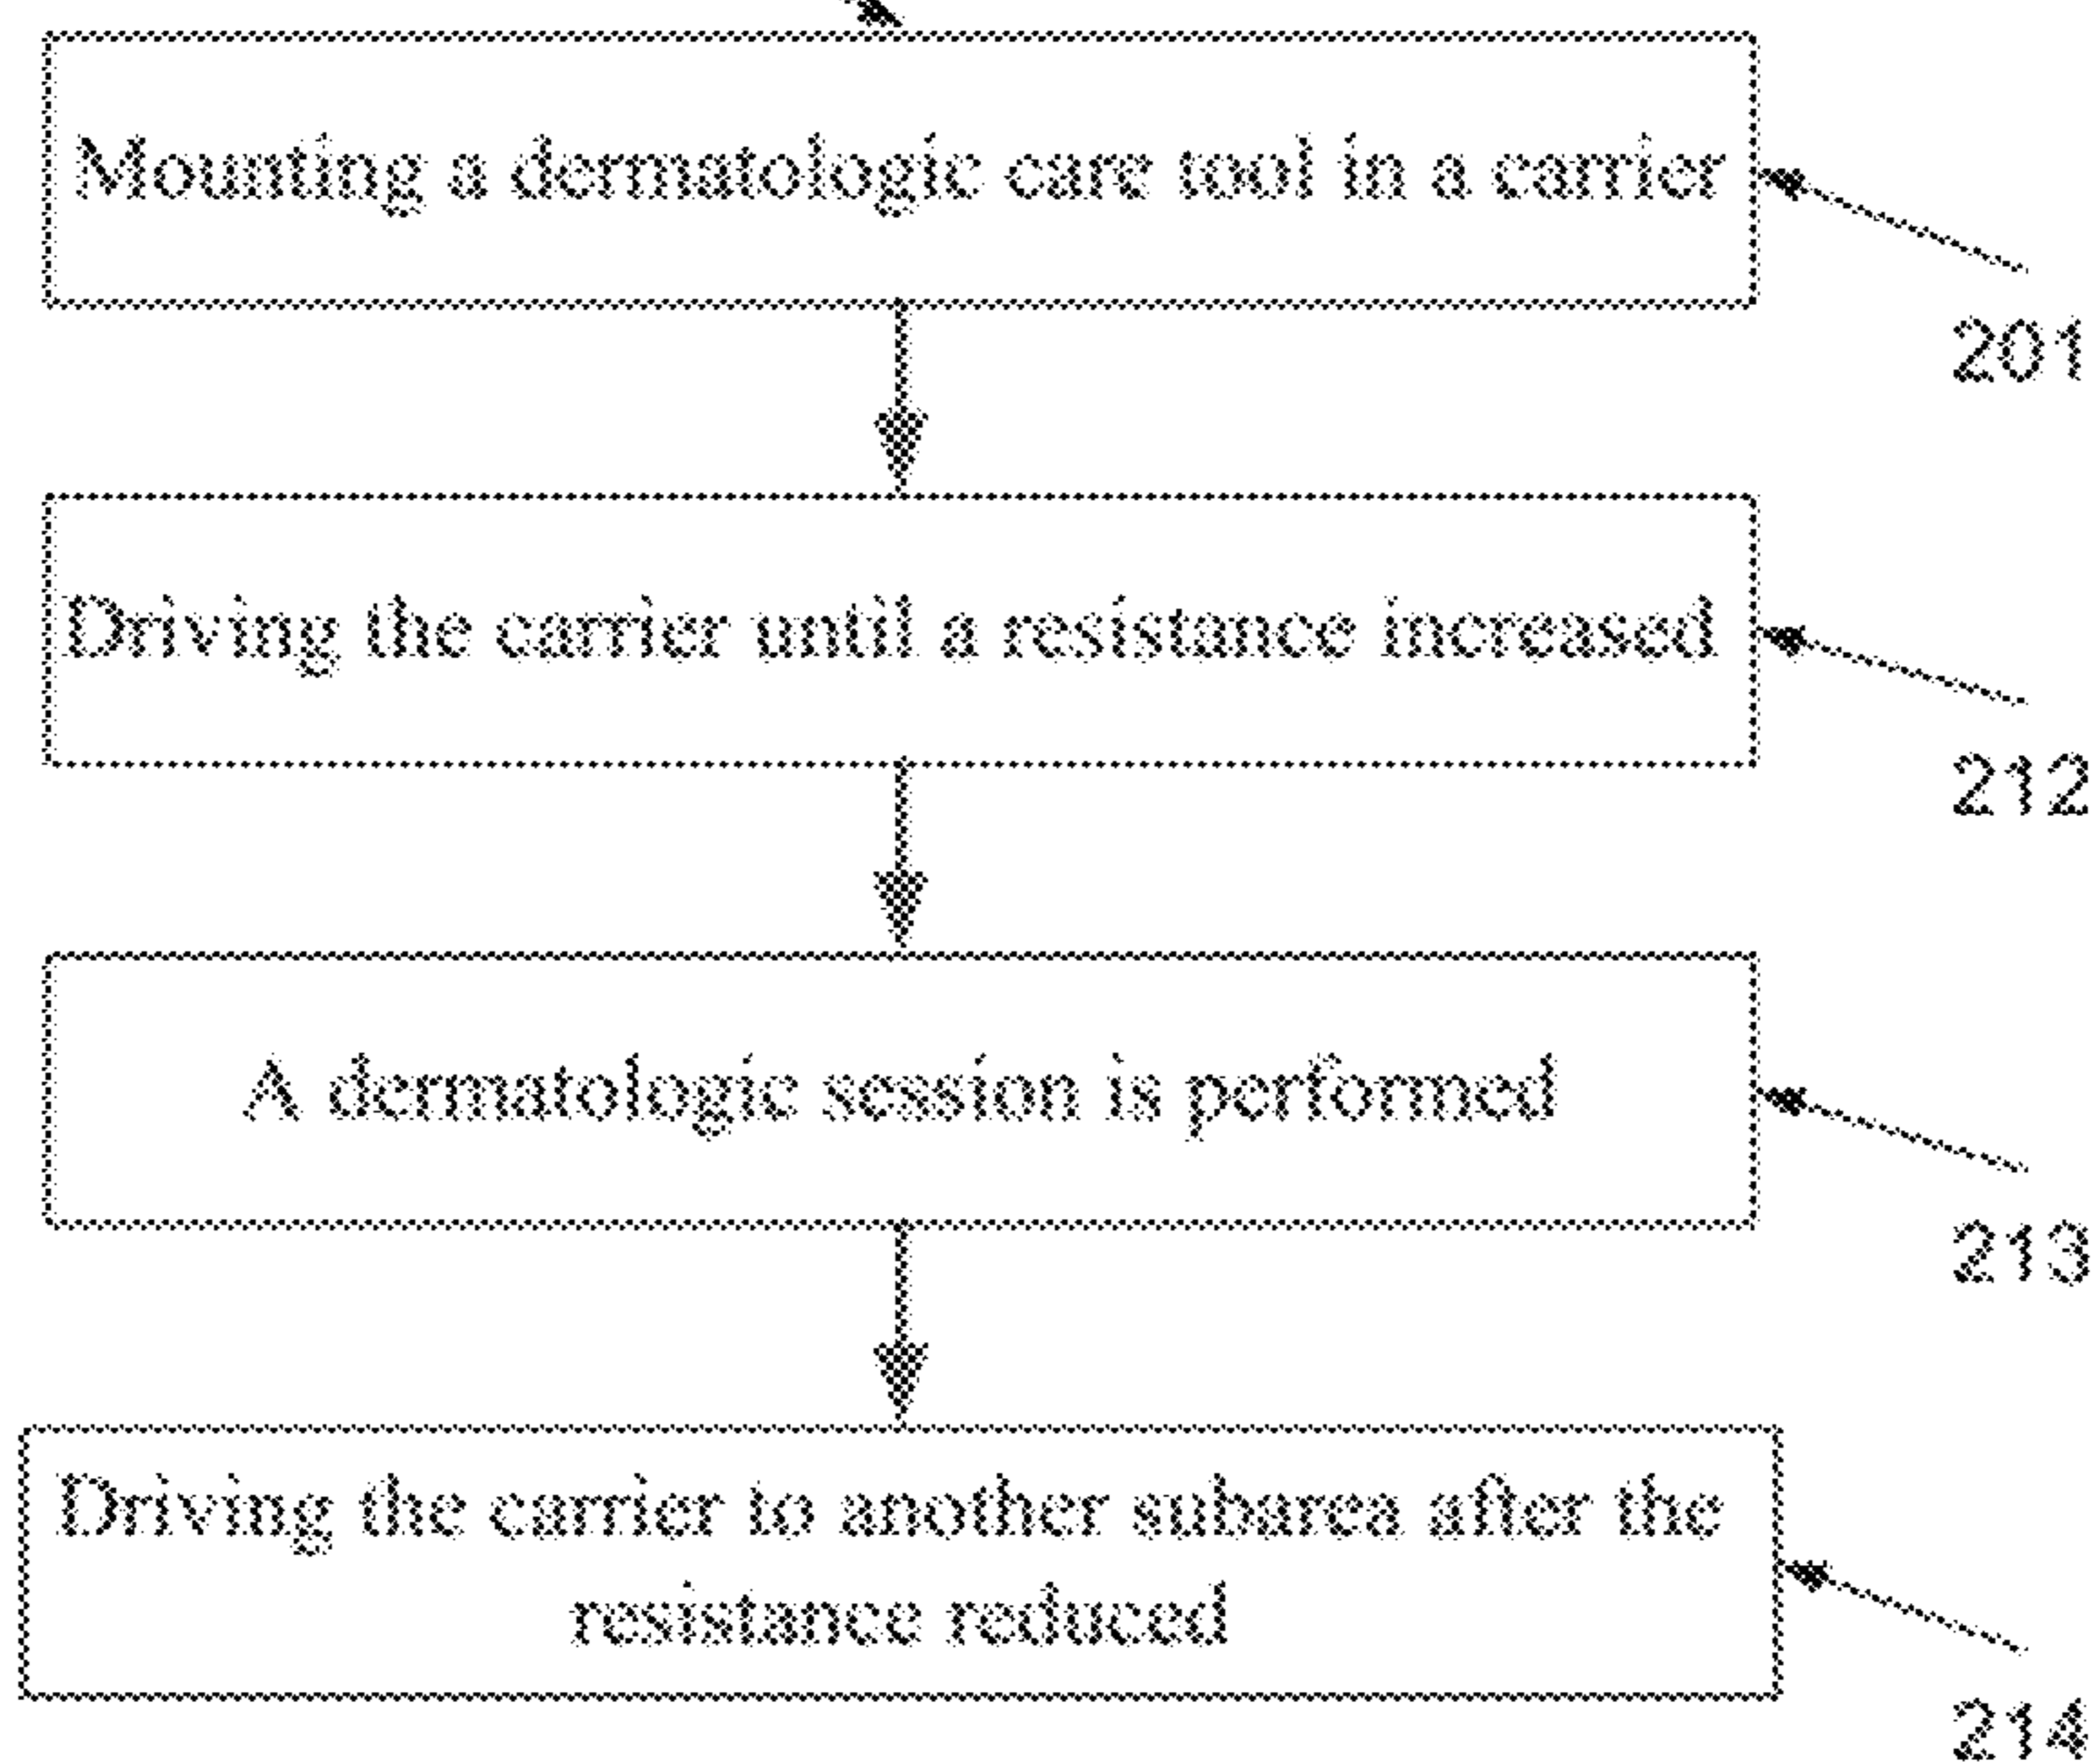 Mounting a dermatologic care tool in a carrier
201
Driving the carrier until a resistance increased
212
A dermatologic session is performed
213
Driving the carrier to another subarea after the
resistance reduced
214